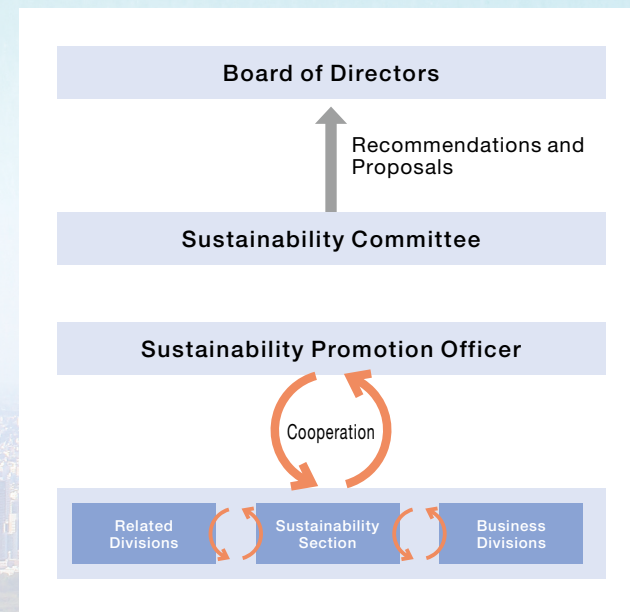 Board of Directors
Recommendations and
Proposals
Sustainability Committee
Sustainability Promotion Officer
Cooperation
Related
Divisions
Sustainability
Section
Business
Divisions